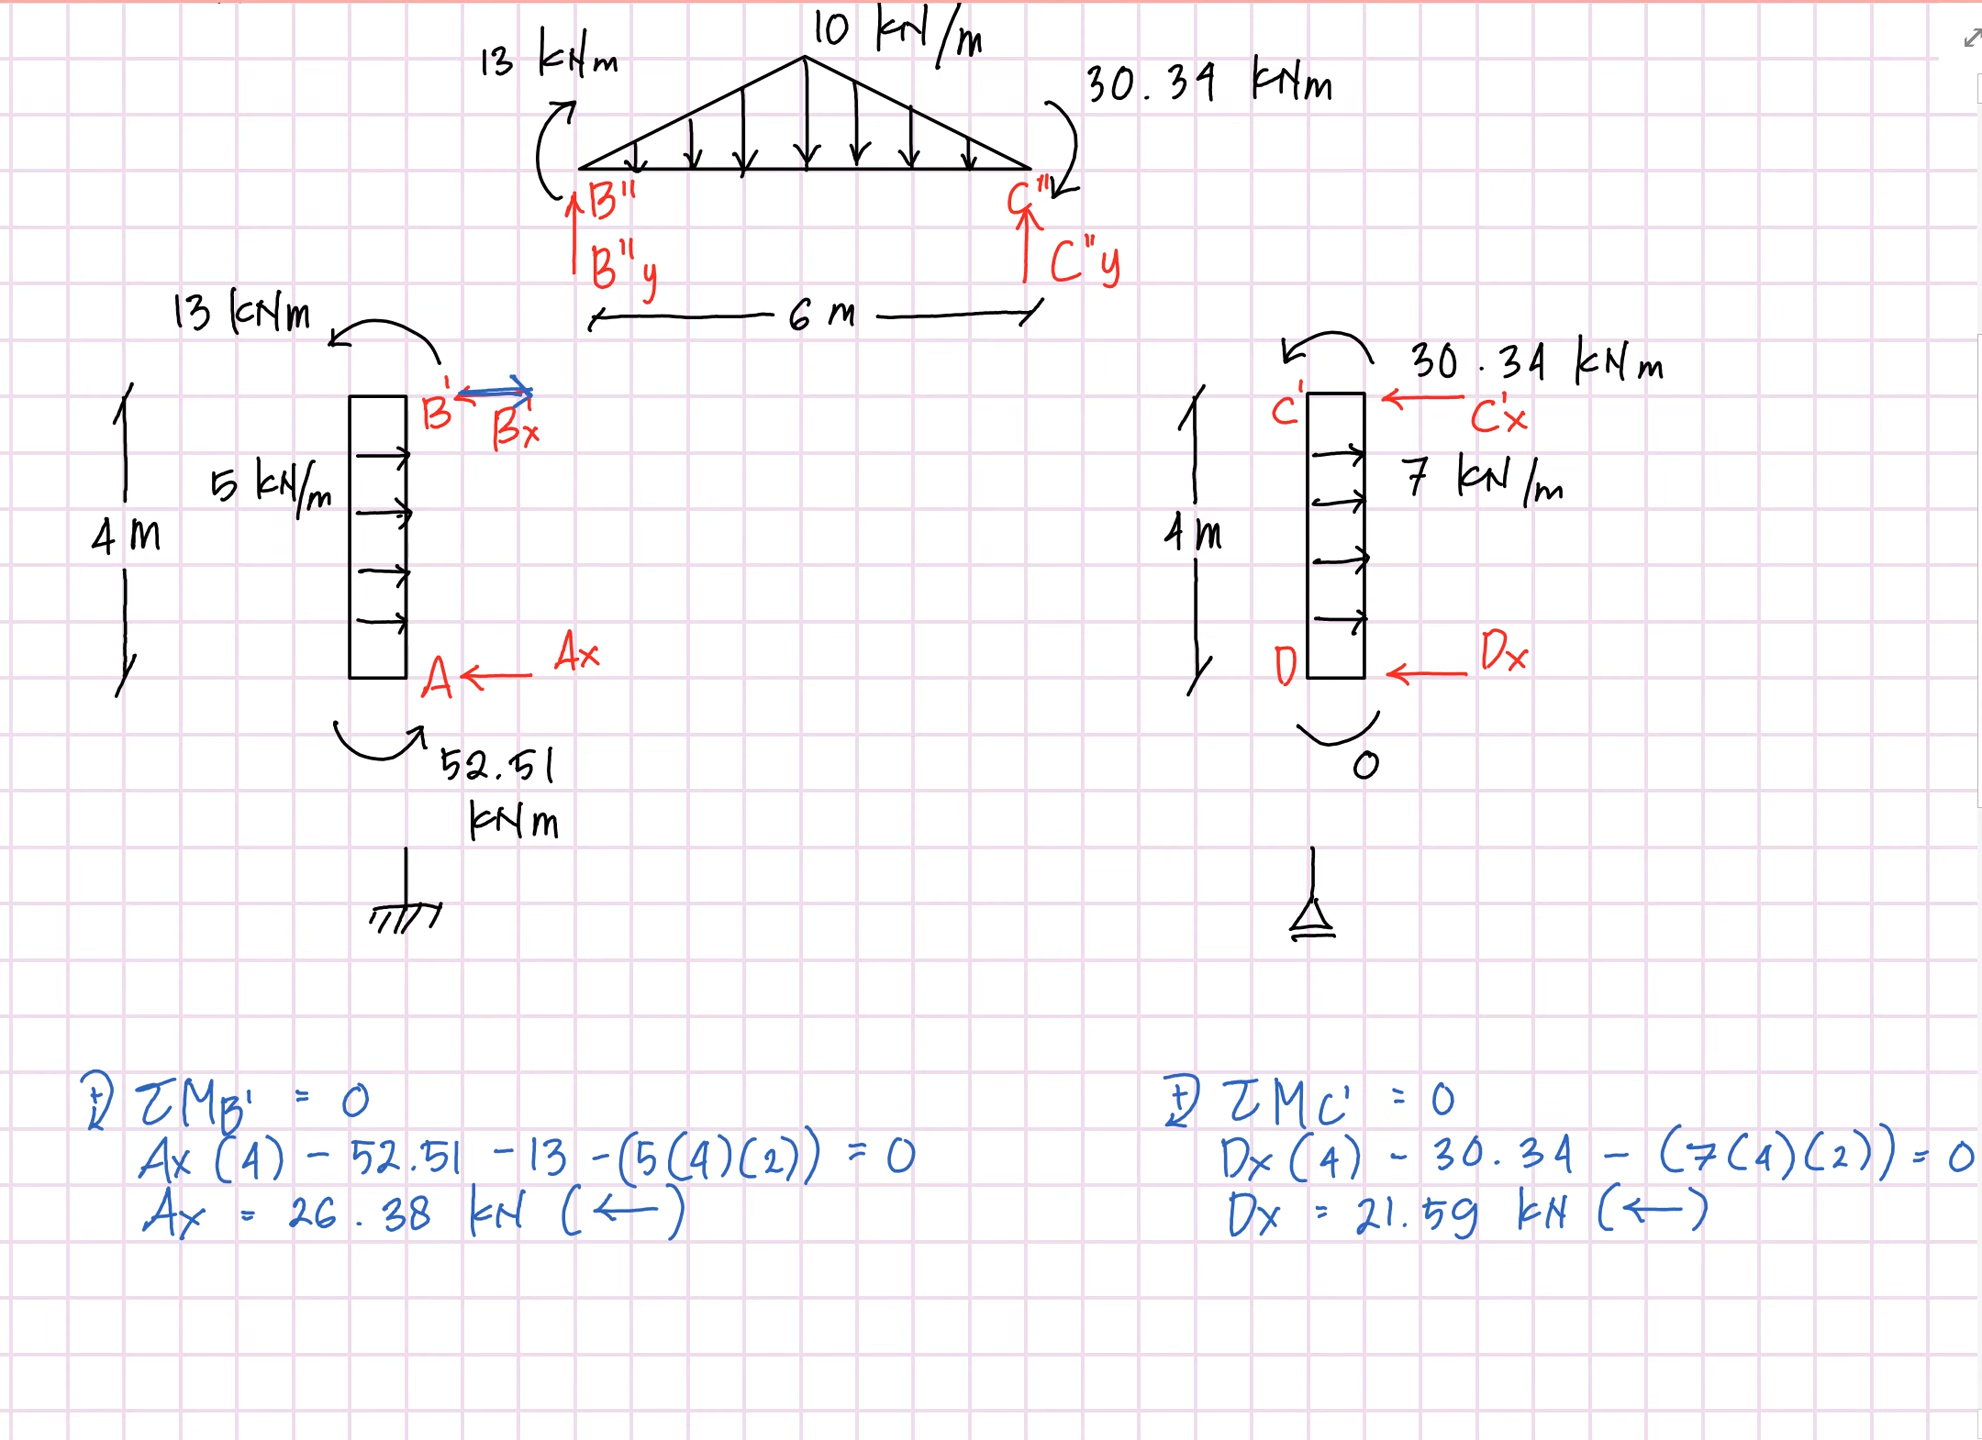 10 kN/m
13 kNm
30.34 kNm
B"
C"
B"y
C"y
6 m
13 kNm
30.34 kNm
B'
B'x
C'
C'x
5 kN/m
7 kN/m
4 m
4 m
A
Ax
D
Dx
52.51
kNm
0
+ ΣMB' = 0
Ax (4) - 52.51 - 13 - (5(4)(2)) = 0
Ax = 26.38 kN (←)
+ ΣMC' = 0
Dx (4) - 30.34 - (7(4)(2)) = 0
Dx = 21.59 kN (←)